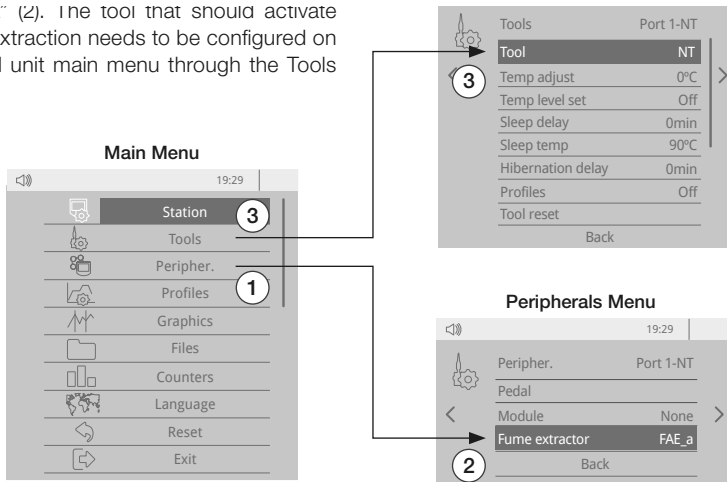 (2). The tool that should activate
xtraction needs to be configured on
unit main menu through the Tools
Main Menu
19:29
Station
3
Tools
Peripher.
1
Profiles
Graphics
Files
Counters
Language
Reset
Exit
Tools Port 1-NT
Tool NT
3
Temp adjust 0ºC
Temp level set Off
Sleep delay 0min
Sleep temp 90ºC
Hibernation delay 0min
Profiles Off
Tool reset
Back
Peripherals Menu
19:29
Peripher. Port 1-NT
Pedal
Module None
Fume extractor FAE_a
2
Back